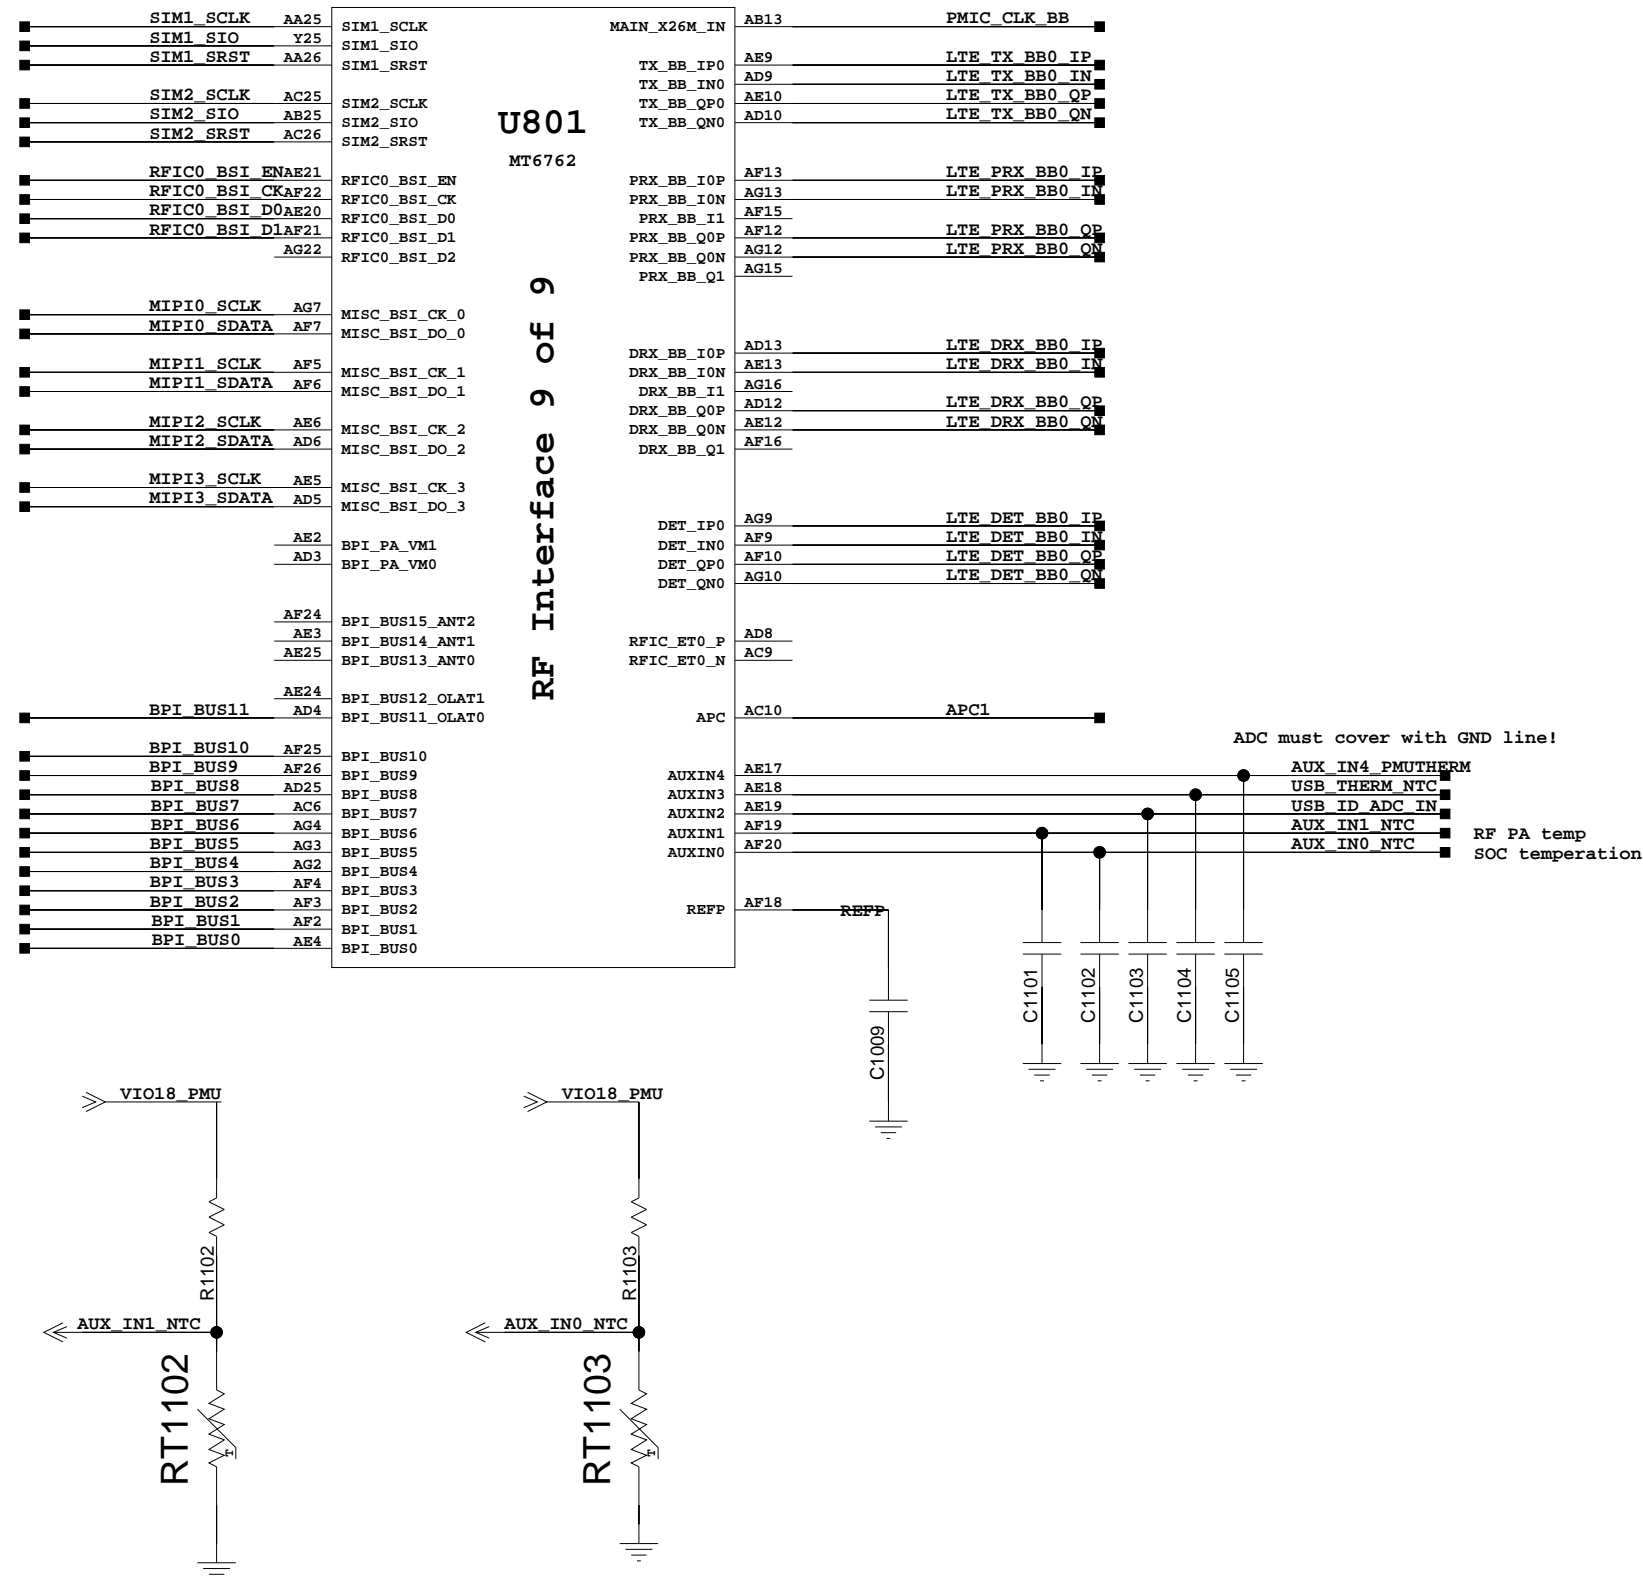 SIM1_SCLK AA25 SIM1_SCLK
SIM1_SIO Y25 SIM1_SIO
SIM1_SRST AA26 SIM1_SRST
SIM2_SCLK AC25 SIM2_SCLK
SIM2_SIO AB25 SIM2_SIO
SIM2_SRST AC26 SIM2_SRST
RFIC0_BSI_EN AE21 RFIC0_BSI_EN
RFIC0_BSI_CK AF22 RFIC0_BSI_CK
RFIC0_BSI_D0 AE20 RFIC0_BSI_D0
RFIC0_BSI_D1 AF21 RFIC0_BSI_D1
AG22 RFIC0_BSI_D2
MIPI0_SCLK AG7 MISC_BSI_CK_0
MIPI0_SDATA AF7 MISC_BSI_DO_0
MIPI1_SCLK AF5 MISC_BSI_CK_1
MIPI1_SDATA AF6 MISC_BSI_DO_1
MIPI2_SCLK AE6 MISC_BSI_CK_2
MIPI2_SDATA AD6 MISC_BSI_DO_2
MIPI3_SCLK AE5 MISC_BSI_CK_3
MIPI3_SDATA AD5 MISC_BSI_DO_3
AE2 BPI_PA_VM1
AD3 BPI_PA_VM0
AF24 BPI_BUS15_ANT2
AE3 BPI_BUS14_ANT1
AE25 BPI_BUS13_ANT0
AE24 BPI_BUS12_OLAT1
BPI_BUS11 AD4 BPI_BUS11_OLAT0
BPI_BUS10 AF25 BPI_BUS10
BPI_BUS9 AF26 BPI_BUS9
BPI_BUS8 AD25 BPI_BUS8
BPI_BUS7 AC6 BPI_BUS7
BPI_BUS6 AG4 BPI_BUS6
BPI_BUS5 AG3 BPI_BUS5
BPI_BUS4 AG2 BPI_BUS4
BPI_BUS3 AF4 BPI_BUS3
BPI_BUS2 AF3 BPI_BUS2
BPI_BUS1 AF2 BPI_BUS1
BPI_BUS0 AE4 BPI_BUS0
U801
MT6762
RF Interface 9 of 9
MAIN_X26M_IN AB13 PMIC_CLK_BB
TX_BB_IP0 AE9 LTE_TX_BB0_IP
TX_BB_IN0 AD9 LTE_TX_BB0_IN
TX_BB_QP0 AE10 LTE_TX_BB0_QP
TX_BB_QN0 AD10 LTE_TX_BB0_QN
PRX_BB_I0P AF13 LTE_PRX_BB0_IP
PRX_BB_I0N AG13 LTE_PRX_BB0_IN
PRX_BB_I1 AF15
PRX_BB_Q0P AF12 LTE_PRX_BB0_QP
PRX_BB_Q0N AG12 LTE_PRX_BB0_QN
PRX_BB_Q1 AG15
DRX_BB_I0P AD13 LTE_DRX_BB0_IP
DRX_BB_I0N AE13 LTE_DRX_BB0_IN
DRX_BB_I1 AG16
DRX_BB_Q0P AD12 LTE_DRX_BB0_QP
DRX_BB_Q0N AE12 LTE_DRX_BB0_QN
DRX_BB_Q1 AF16
DET_IP0 AG9 LTE_DET_BB0_IP
DET_IN0 AF9 LTE_DET_BB0_IN
DET_QP0 AF10 LTE_DET_BB0_QP
DET_QN0 AG10 LTE_DET_BB0_QN
RFIC_ET0_P AD8
RFIC_ET0_N AC9
APC AC10 APC1
ADC must cover with GND line!
AUXIN4 AE17 AUX_IN4_PMUTHERM
AUXIN3 AE18 USB_THERM_NTC
AUXIN2 AE19 USB_ID_ADC_IN
AUXIN1 AF19 AUX_IN1_NTC RF PA temp
AUXIN0 AF20 AUX_IN0_NTC SOC temperation
REFP AF18 REFP
C1009
C1101
C1102
C1103
C1104
C1105
VIO18_PMU
R1102
AUX_IN1_NTC
RT1102
T
VIO18_PMU
R1103
AUX_IN0_NTC
RT1103
T